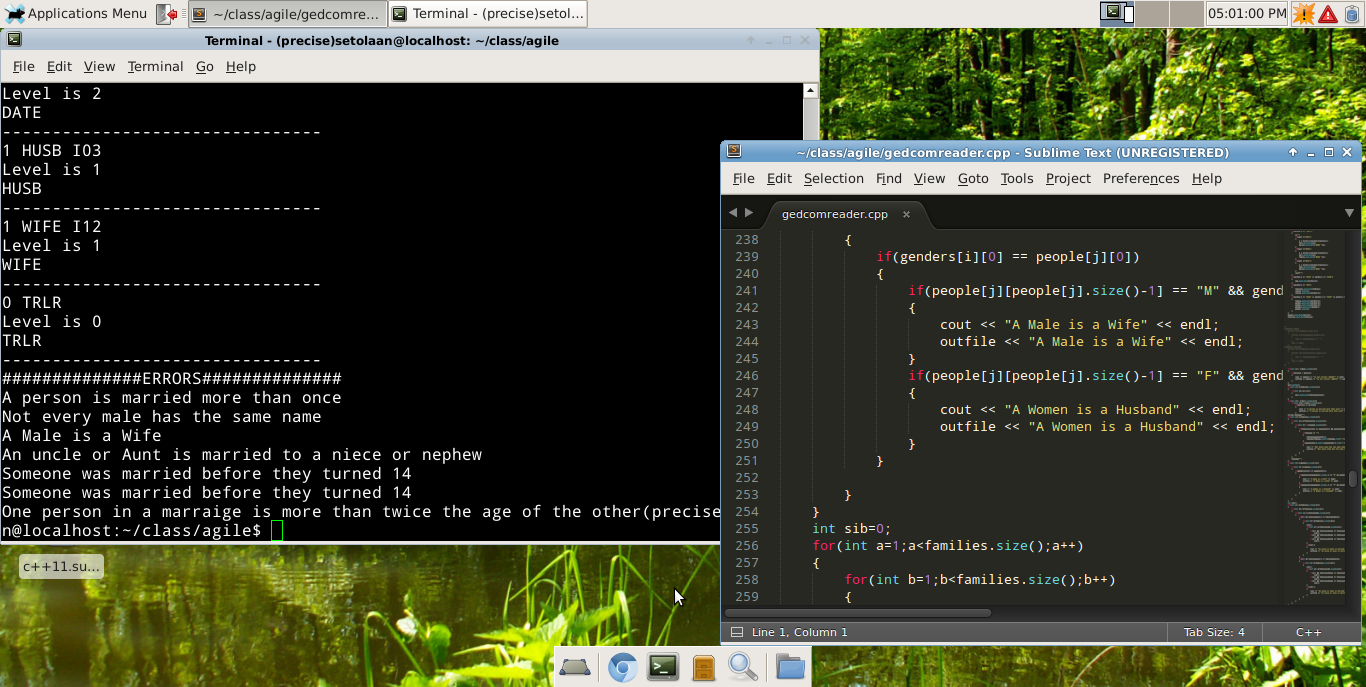 Applications Menu
~/class/agile/gedcomre...
Terminal - (precise)setol...
05:01:00 PM
Terminal - (precise)setolaan@localhost: ~/class/agile
File Edit View Terminal Go Help
Level is 2
DATE
--------------------------------
1 HUSB I03
Level is 1
HUSB
--------------------------------
1 WIFE I12
Level is 1
WIFE
--------------------------------
0 TRLR
Level is 0
TRLR
--------------------------------
##############ERRORS##############
A person is married more than once
Not every male has the same name
A Male is a Wife
An uncle or Aunt is married to a niece or nephew
Someone was married before they turned 14
Someone was married before they turned 14
One person in a marraige is more than twice the age of the other(precise
n@localhost:~/class/agile$
c++11.su...
~/class/agile/gedcomreader.cpp - Sublime Text (UNREGISTERED)
File Edit Selection Find View Goto Tools Project Preferences Help
gedcomreader.cpp ×
238 {
239 if(genders[i][0] == people[j][0])
240 {
241 if(people[j][people[j].size()-1] == "M" && gend
242 {
243 cout << "A Male is a Wife" << endl;
244 outfile << "A Male is a Wife" << endl;
245 }
246 if(people[j][people[j].size()-1] == "F" && gend
247 {
248 cout << "A Women is a Husband" << endl;
249 outfile << "A Women is a Husband" << endl;
250 }
251 }
252
253 }
254 }
255 int sib=0;
256 for(int a=1;a<families.size();a++)
257 {
258 for(int b=1;b<families.size();b++)
259 {
Line 1, Column 1
Tab Size: 4
C++